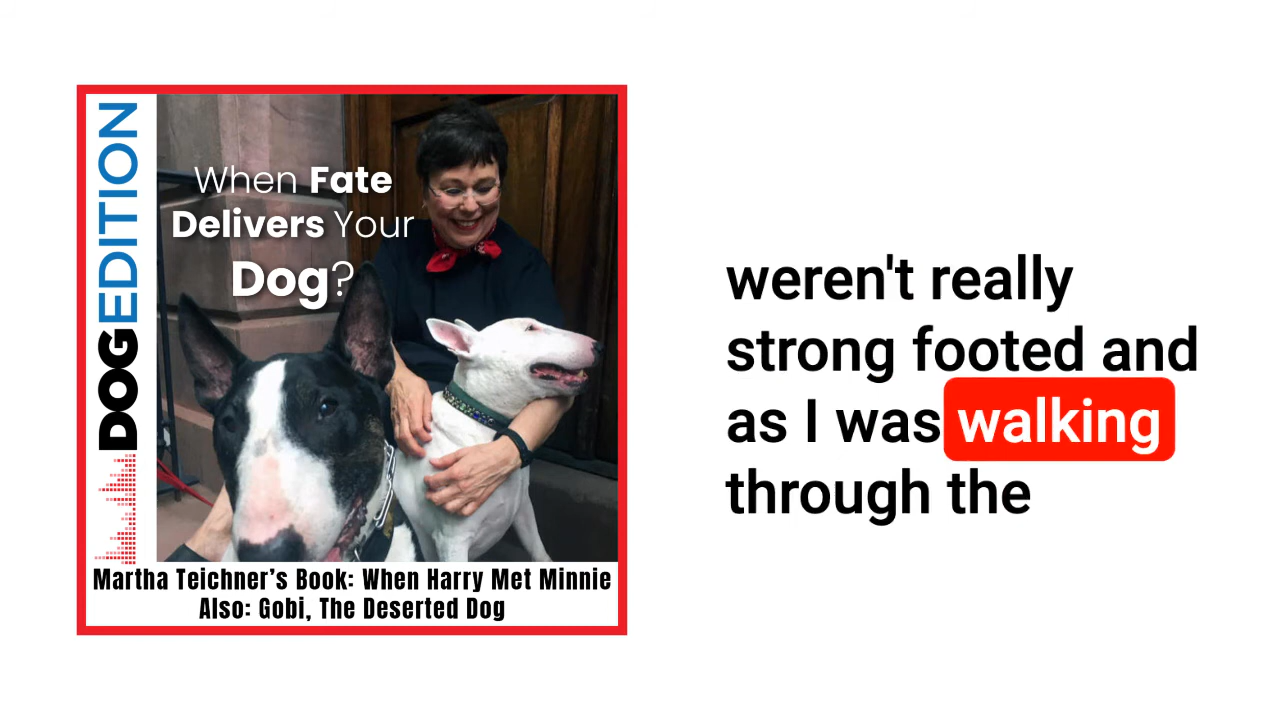 DOGEDITION
When Fate
Delivers Your
Dog?
Martha Teichner's Book: When Harry Met Minnie
Also: Gobi, The Deserted Dog
weren't really
strong footed and
as I was walking
through the